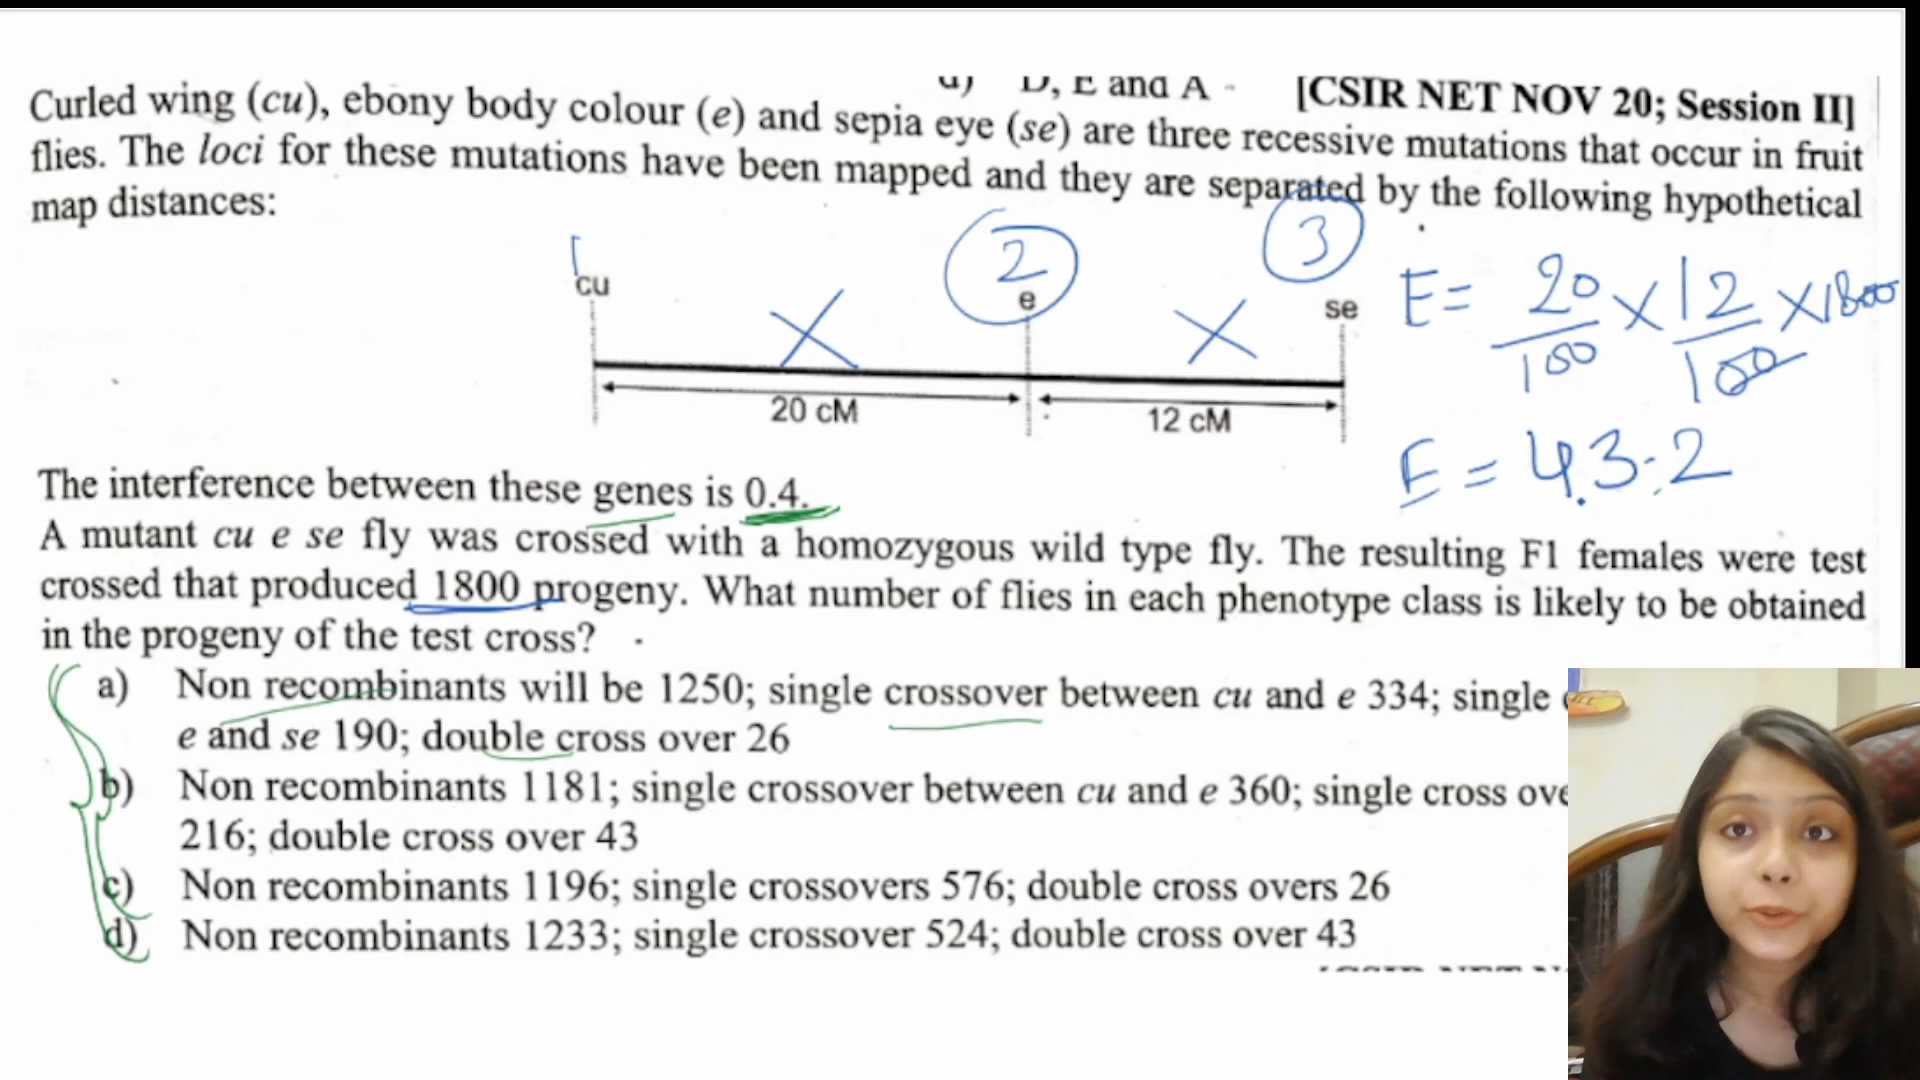 d) D, E and A - [CSIR NET NOV 20; Session II]
Curled wing (cu), ebony body colour (e) and sepia eye (se) are three recessive mutations that occur in fruit
flies. The loci for these mutations have been mapped and they are separated by the following hypothetical
map distances:
cu
2
e
3
se
20 cM
12 cM
E = 20/100 X 12/100 X 1800
E = 43.2
The interference between these genes is 0.4.
A mutant cu e se fly was crossed with a homozygous wild type fly. The resulting F1 females were test
crossed that produced 1800 progeny. What number of flies in each phenotype class is likely to be obtained
in the progeny of the test cross?
a) Non recombinants will be 1250; single crossover between cu and e 334; single
e and se 190; double cross over 26
b) Non recombinants 1181; single crossover between cu and e 360; single cross ove
216; double cross over 43
c) Non recombinants 1196; single crossovers 576; double cross overs 26
d) Non recombinants 1233; single crossover 524; double cross over 43